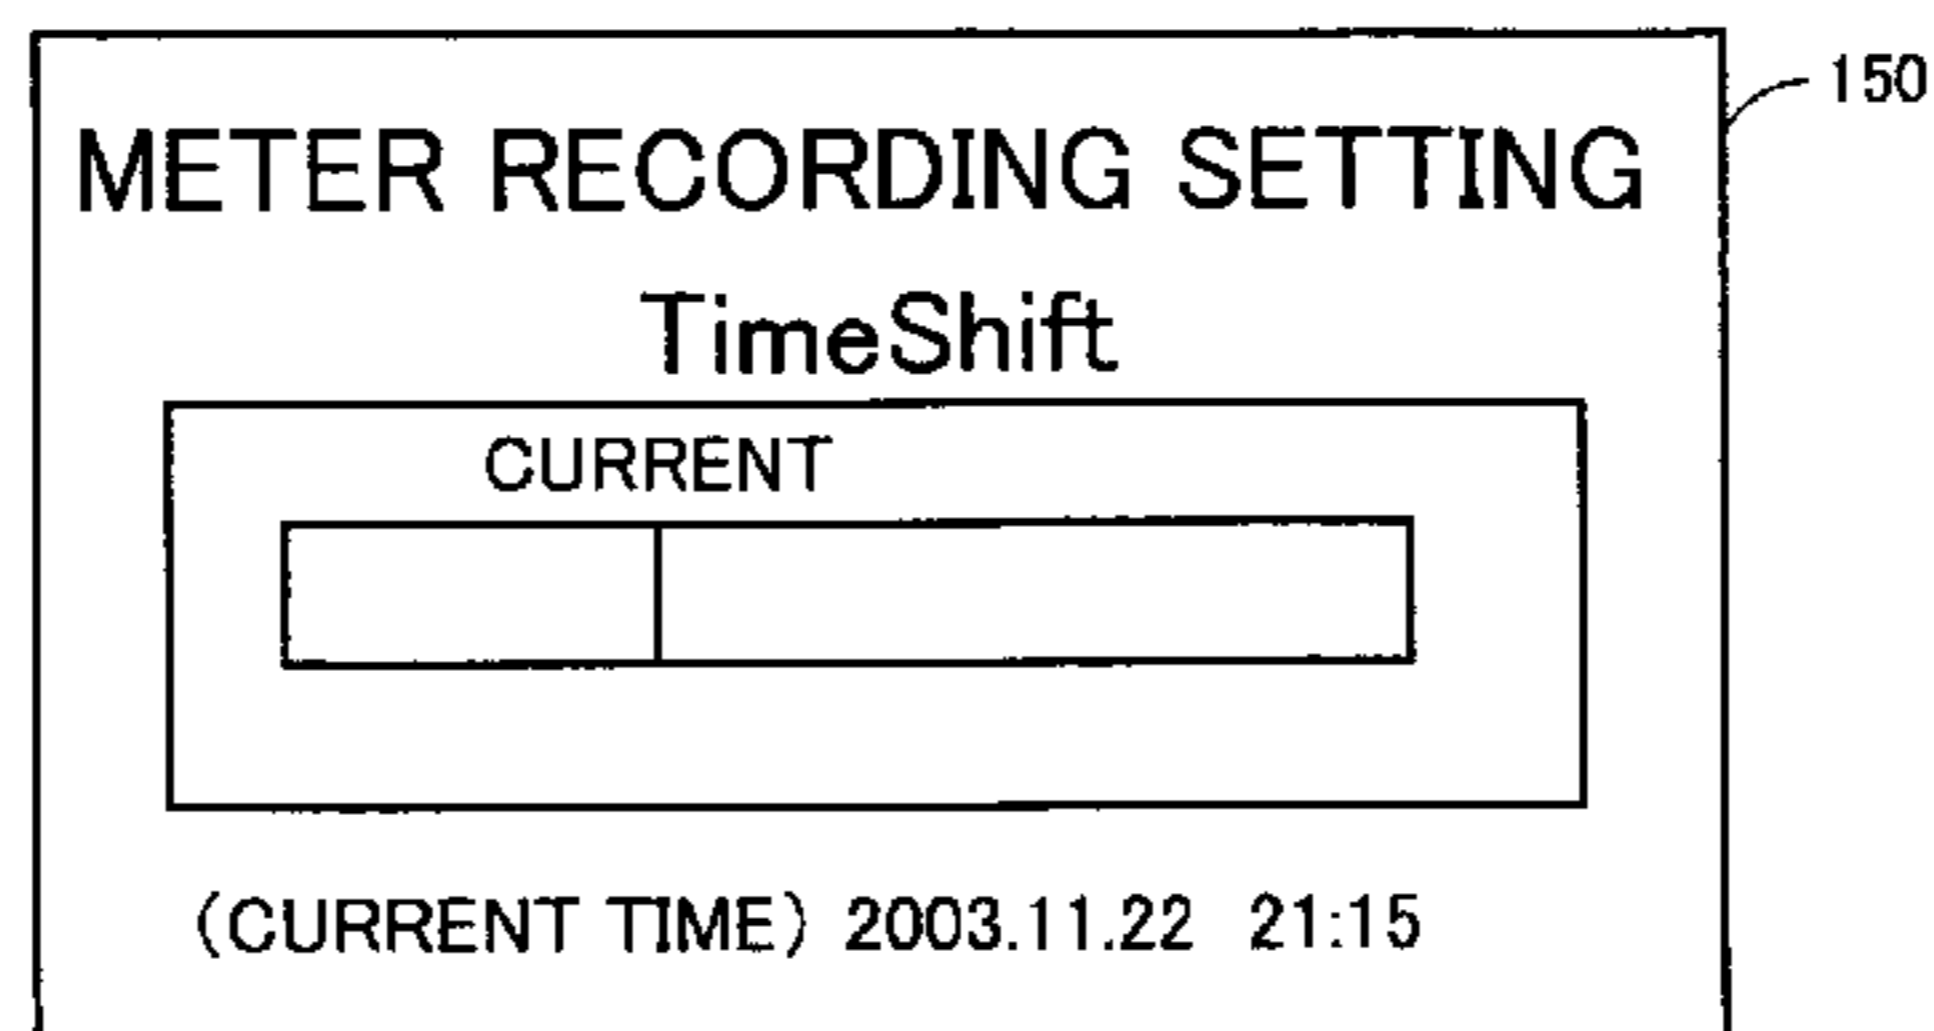 150
METER RECORDING SETTING
TimeShift
CURRENT
(CURRENT TIME) 2003.11.22 21:15